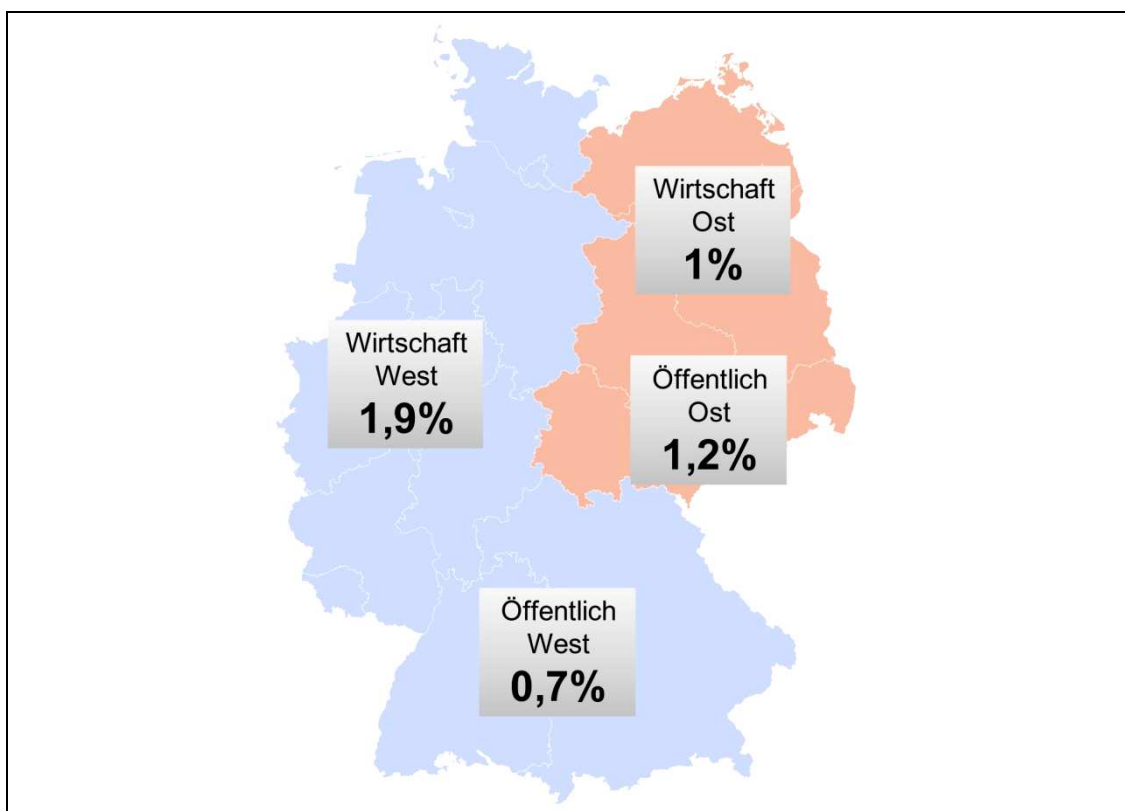 Wirtschaft
Ost
1%
Wirtschaft
West
1,9%
Öffentlich
Ost
1,2%
Öffentlich
West
0,7%